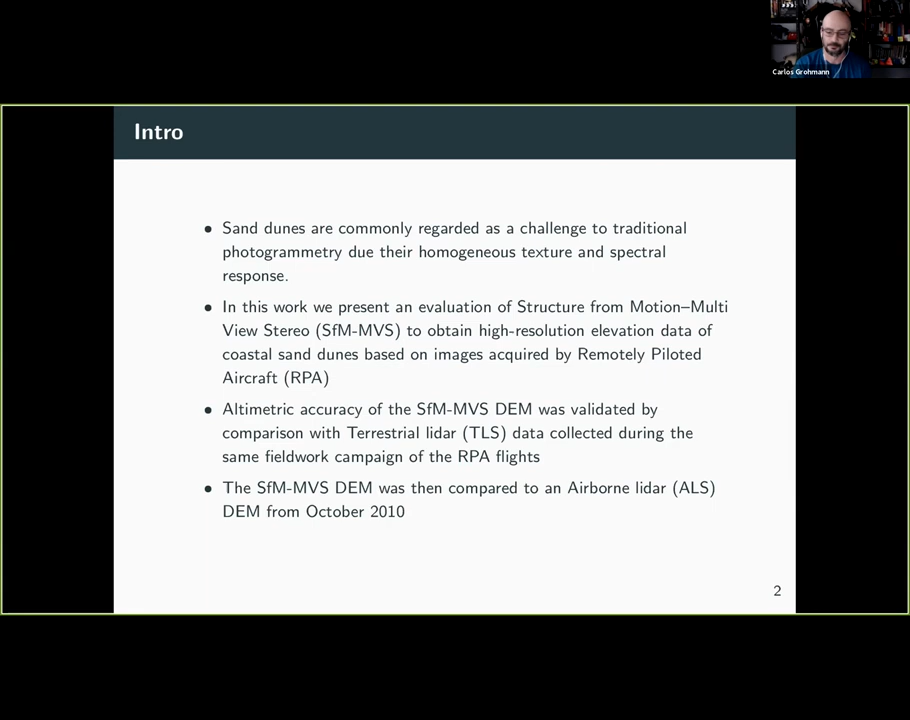 Carlos Grohmann
Intro
• Sand dunes are commonly regarded as a challenge to traditional
photogrammetry due their homogeneous texture and spectral
response.
• In this work we present an evaluation of Structure from Motion–Multi
View Stereo (SfM-MVS) to obtain high-resolution elevation data of
coastal sand dunes based on images acquired by Remotely Piloted
Aircraft (RPA)
• Altimetric accuracy of the SfM-MVS DEM was validated by
comparison with Terrestrial lidar (TLS) data collected during the
same fieldwork campaign of the RPA flights
• The SfM-MVS DEM was then compared to an Airborne lidar (ALS)
DEM from October 2010
2